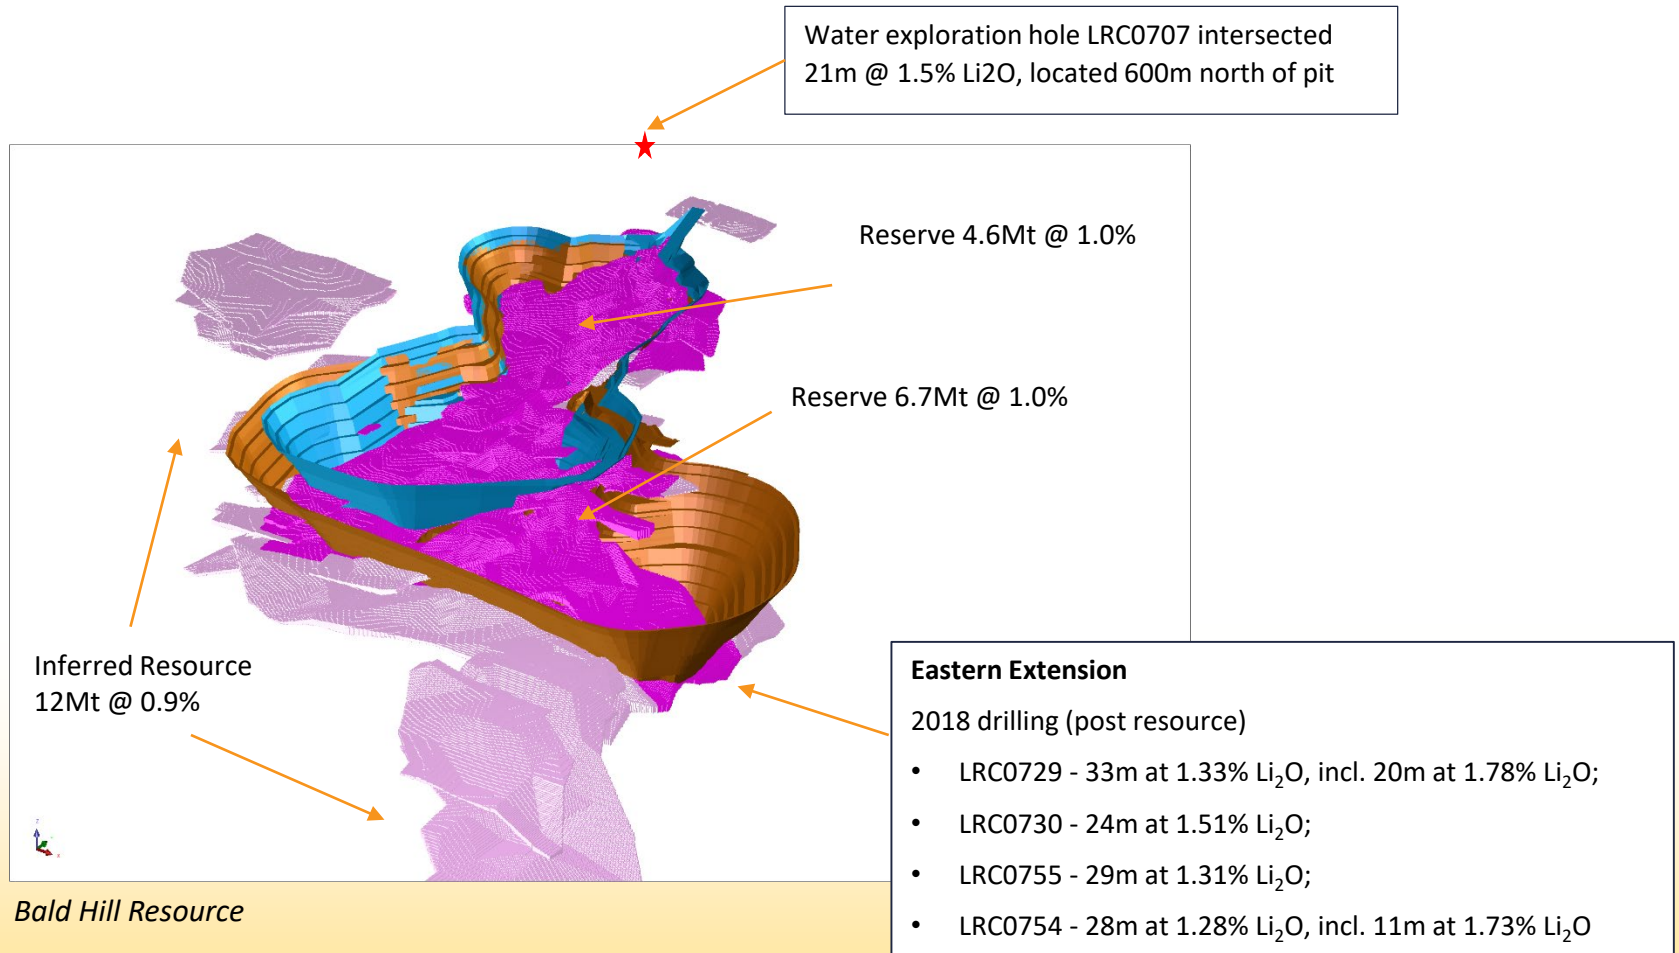 Water exploration hole LRC0707 intersected
21m @ 1.5% Li2O, located 600m north of pit
Reserve 4.6Mt @ 1.0%
Reserve 6.7Mt @ 1.0%
Inferred Resource
12Mt @ 0.9%
Eastern Extension
2018 drilling (post resource)
• LRC0729 - 33m at 1.33% Li₂O, incl. 20m at 1.78% Li₂O;
• LRC0730 - 24m at 1.51% Li₂O;
• LRC0755 - 29m at 1.31% Li₂O;
• LRC0754 - 28m at 1.28% Li₂O, incl. 11m at 1.73% Li₂O
Bald Hill Resource